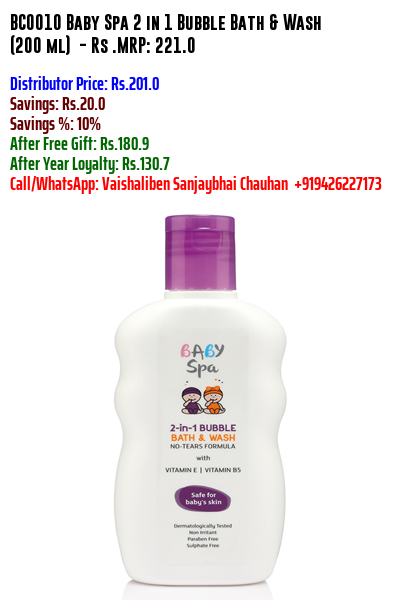 BC0010 Baby Spa 2 in 1 Bubble Bath & Wash
(200 ml) - Rs .MRP: 221.0
Distributor Price: Rs.201.0
Savings: Rs.20.0
Savings %: 10%
After Free Gift: Rs.180.9
After Year Loyalty: Rs.130.7
Call/WhatsApp: Vaishaliben Sanjaybhai Chauhan +919426227173
BABY
Spa
2-in-1 BUBBLE
BATH & WASH
NO-TEARS FORMULA
with
VITAMIN E | VITAMIN B5
Safe for
baby's skin
Dermatologically Tested
Non Irritant
Paraben Free
Sulphate Free